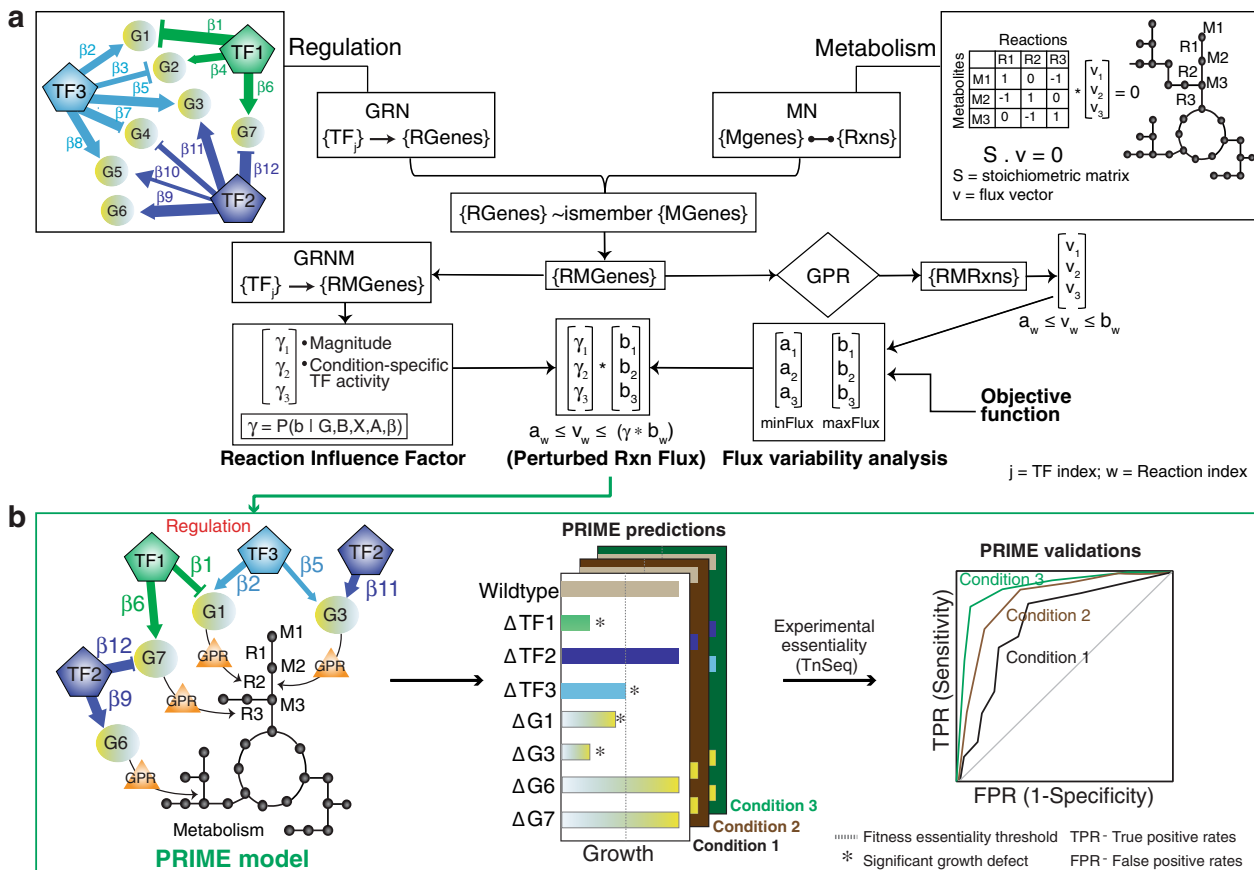 a
Regulation
Metabolism
β1
β2
β3
β4
β5
β6
β7
β8
β9
β10
β11
β12
G1
G2
G3
G4
G5
G6
G7
TF1
TF2
TF3
GRN
{TFj} → {RGenes}
MN
{Mgenes} {Rxns}
Reactions
Metabolites
R1 R2 R3
M1 1 0 -1
M2 -1 1 0
M3 0 -1 1
*
v1
v2
v3
= 0
M1
R1
M2
R2
M3
R3
S . v = 0
S = stoichiometric matrix
v = flux vector
{RGenes} ~ismember {MGenes}
GRNM
{TFj} → {RMGenes}
{RMGenes}
GPR
{RMRxns}
v1
v2
v3
aw ≤ vw ≤ bw
γ1
γ2
γ3
• Magnitude
• Condition-specific
TF activity
γ = P(b | G,B,X,A,β)
Reaction Influence Factor
γ1 b1
γ2 * b2
γ3 b3
aw ≤ vw ≤ (γ * bw)
(Perturbed Rxn Flux)
a1 b1
a2 b2
a3 b3
minFlux maxFlux
Flux variability analysis
Objective
function
j = TF index; w = Reaction index
b
Regulation
TF1
TF3
TF2
β1
β2
β5
β11
β6
G1
G3
β12
G7
TF2
β9
G6
GPR
GPR
GPR
GPR
M1
R1
M2
R2
M3
R3
Metabolism
PRIME model
PRIME predictions
Wildtype
Δ TF1 *
Δ TF2
Δ TF3 *
Δ G1 *
Δ G3 *
Δ G6
Δ G7
Growth
Condition 3
Condition 2
Condition 1
Experimental
essentiality
(TnSeq)
PRIME validations
Condition 3
Condition 2
Condition 1
TPR (Sensitivity)
FPR (1-Specificity)
Fitness essentiality threshold
* Significant growth defect
TPR - True positive rates
FPR - False positive rates